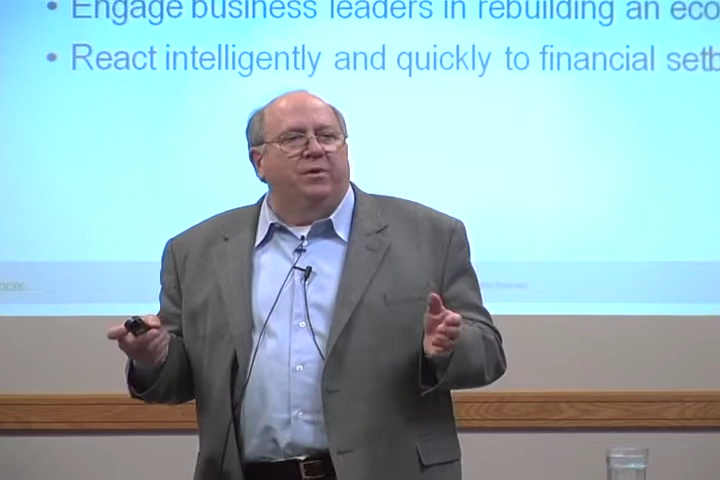 • Engage business leaders in rebuilding an eco
• React intelligently and quickly to financial setb